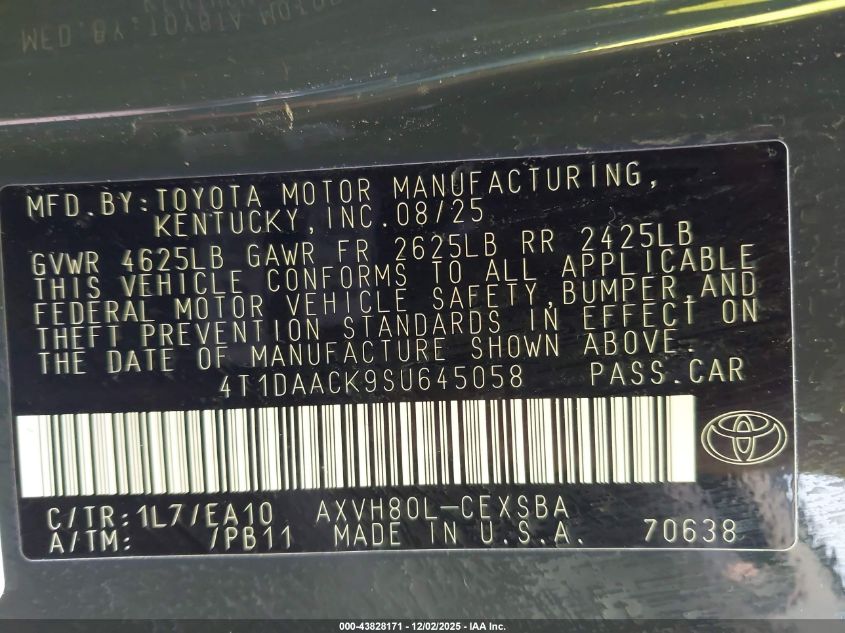 MFD.BY:TOYOTA MOTOR MANUFACTURING,
KENTUCKY,INC.08/25
GVWR 4625LB GAWR FR 2625LB RR 2425LB
THIS VEHICLE CONFORMS TO ALL APPLICABLE
FEDERAL MOTOR VEHICLE SAFETY,BUMPER,AND
THEFT PREVENTION STANDARDS IN EFFECT ON
THE DATE OF MANUFACTURE SHOWN ABOVE.
4T1DAACK9SU645058 PASS.CAR
C/TR:1L7/EA10 AXVH80L-CEXSBA
A/TM: /PB11 MADE IN U.S.A. 70638
000-43828171 - 12/02/2025 - IAA Inc.